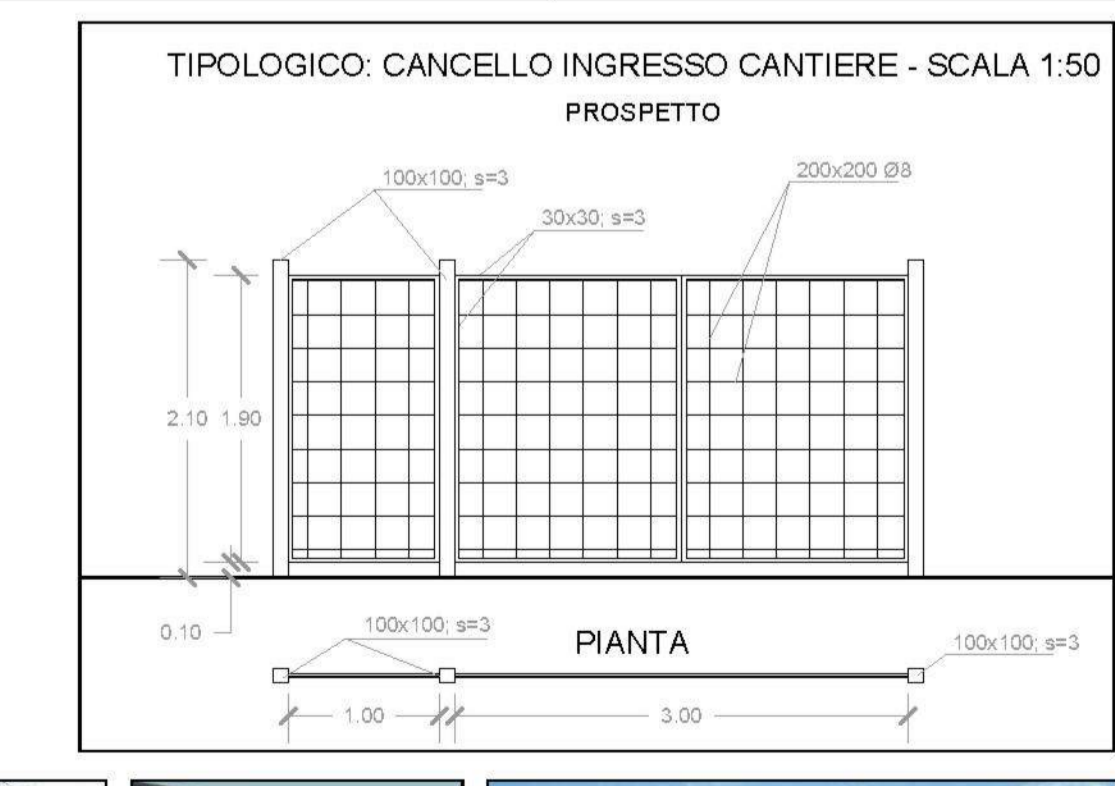 TIPOLOGICO: CANCELLO INGRESSO CANTIERE - SCALA 1:50
PROSPETTO
100x100; s=3
200x200 Ø8
30x30; s=3
2.10
1.90
0.10
100x100; s=3
PIANTA
100x100; s=3
1.00
3.00